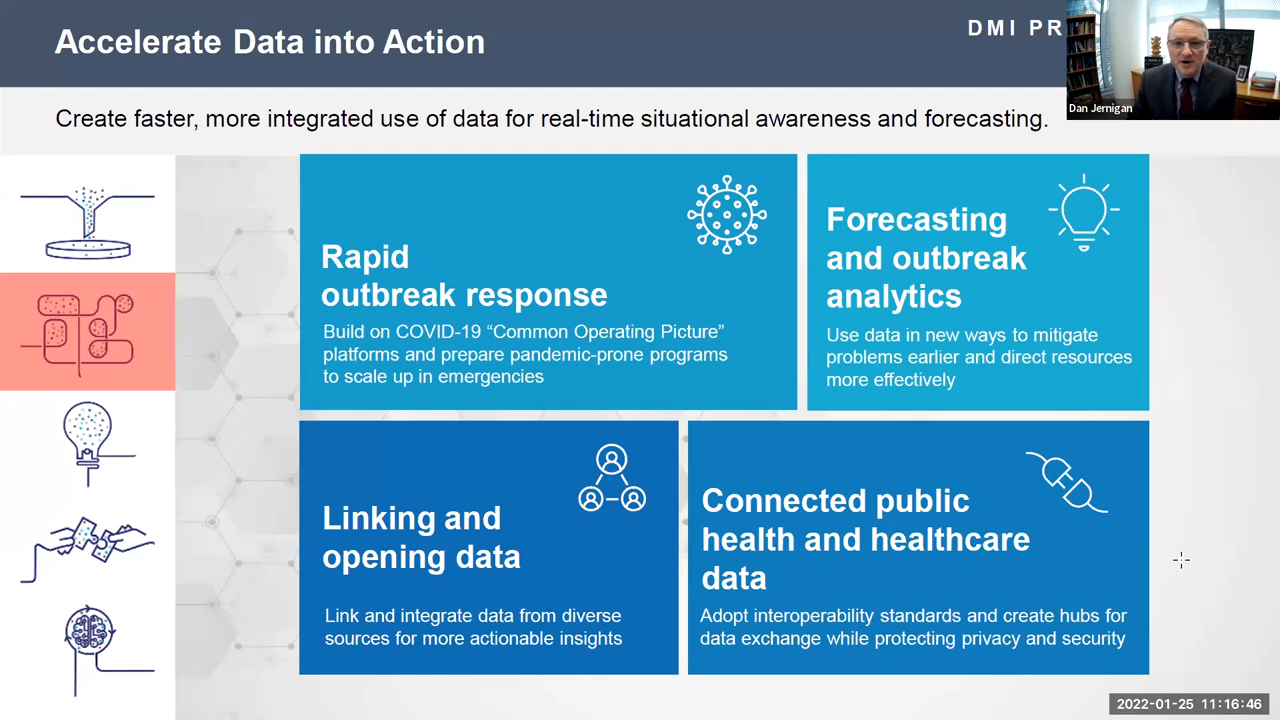 Accelerate Data into Action
DMI PR
Dan Jernigan
Create faster, more integrated use of data for real-time situational awareness and forecasting.
Rapid
outbreak response
Build on COVID-19 “Common Operating Picture”
platforms and prepare pandemic-prone programs
to scale up in emergencies
Forecasting
and outbreak
analytics
Use data in new ways to mitigate
problems earlier and direct resources
more effectively
Linking and
opening data
Link and integrate data from diverse
sources for more actionable insights
Connected public
health and healthcare
data
Adopt interoperability standards and create hubs for
data exchange while protecting privacy and security
2022-01-25 11:16:46